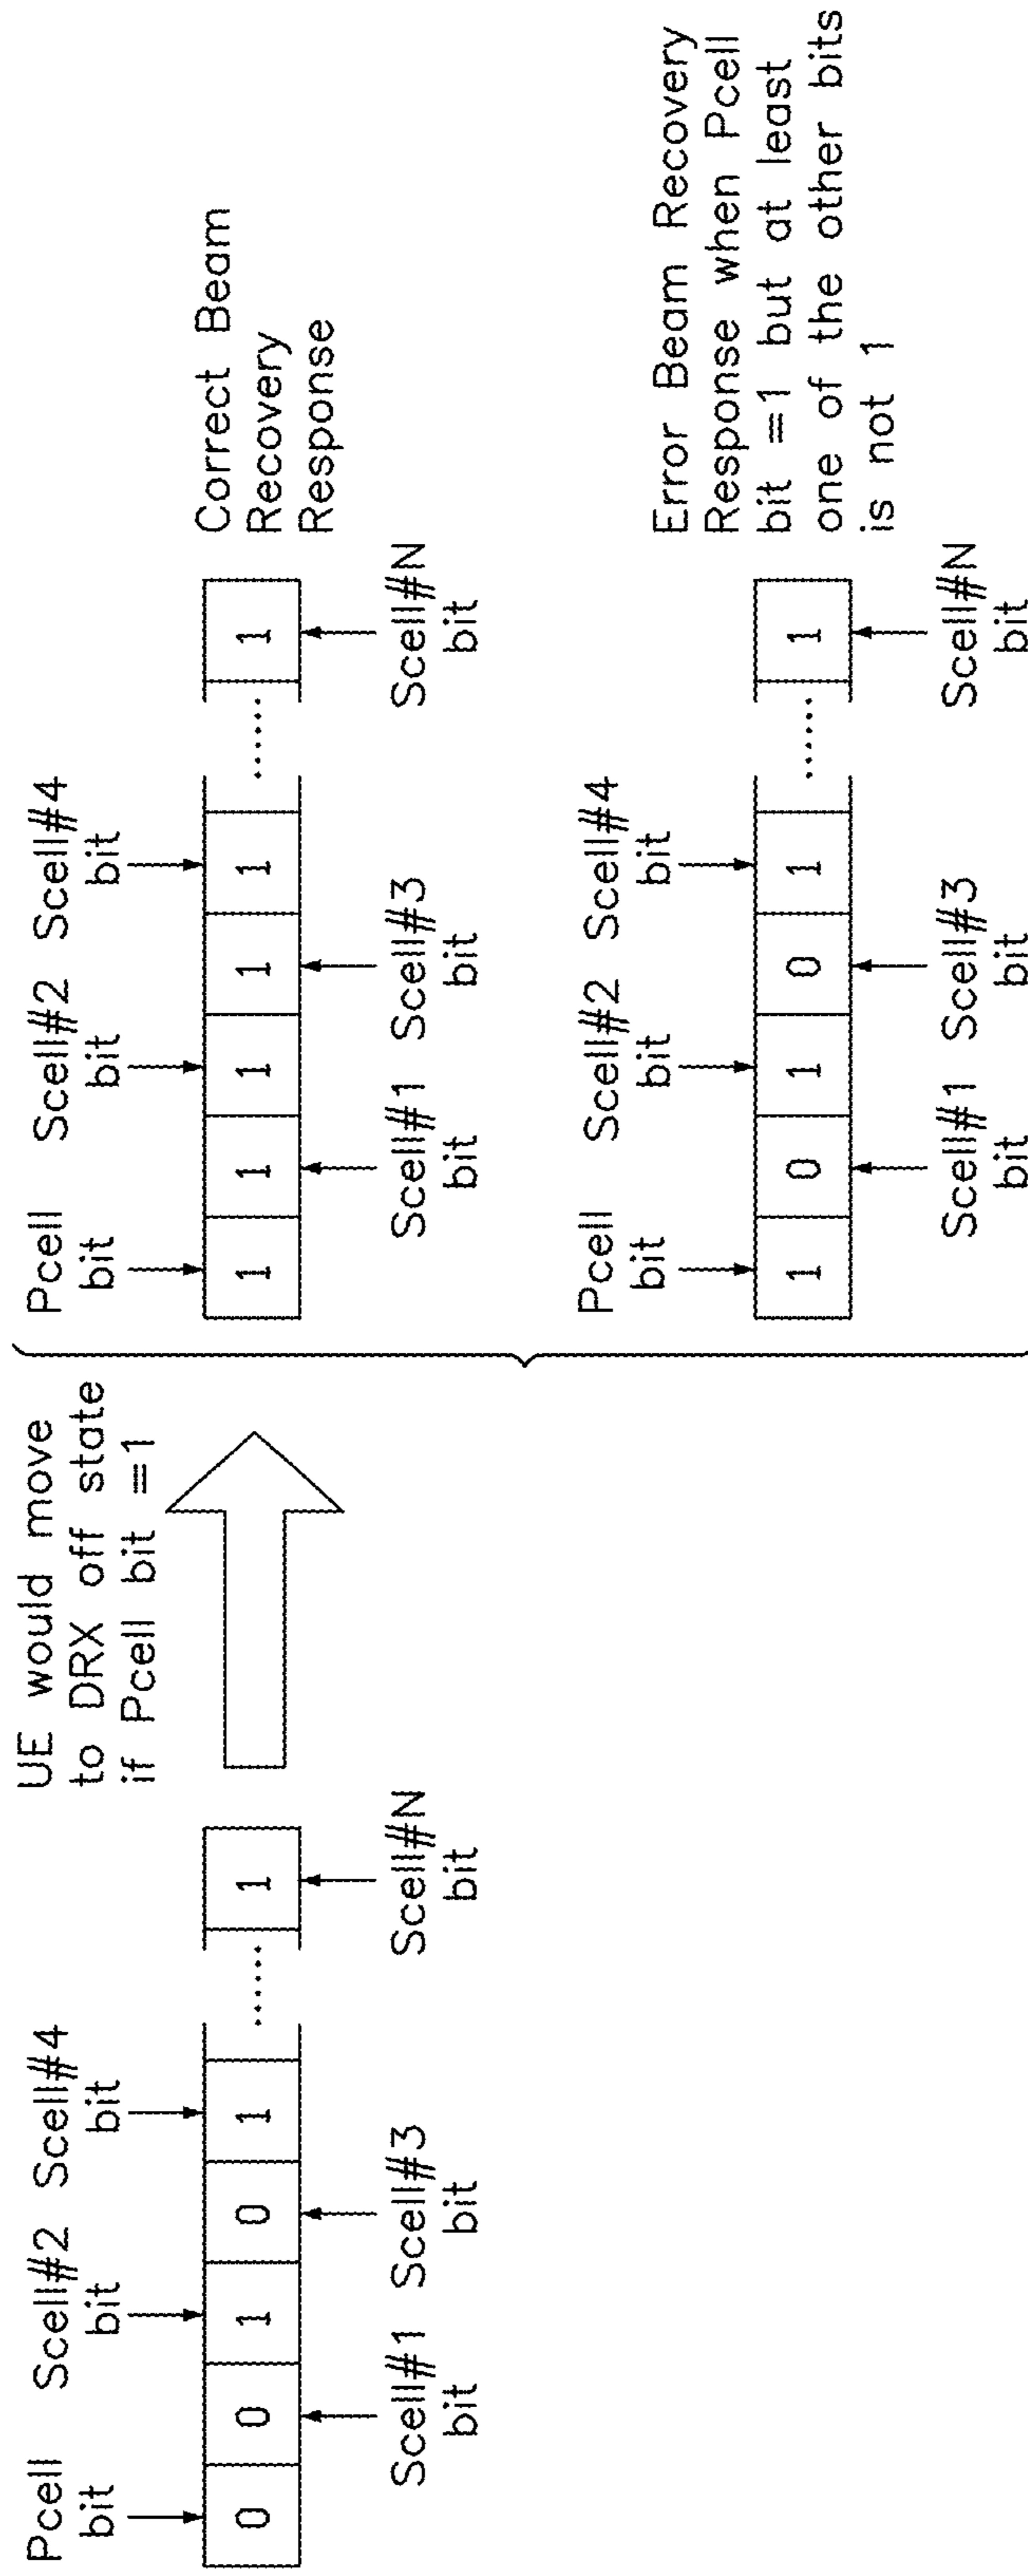 Pcell
bit
Scell#2
bit
Scell#4
bit
0
0
1
0
1
......
1
Scell#1
bit
Scell#3
bit
Scell#N
bit
UE would move
to DRX off state
if Pcell bit =1
Pcell
bit
Scell#2
bit
Scell#4
bit
1
1
1
1
1
......
1
Scell#1
bit
Scell#3
bit
Scell#N
bit
Correct Beam
Recovery
Response
Pcell
bit
Scell#2
bit
Scell#4
bit
1
0
1
0
1
......
1
Scell#1
bit
Scell#3
bit
Scell#N
bit
Error Beam Recovery
Response when Pcell
bit =1 but at least
one of the other bits
is not 1